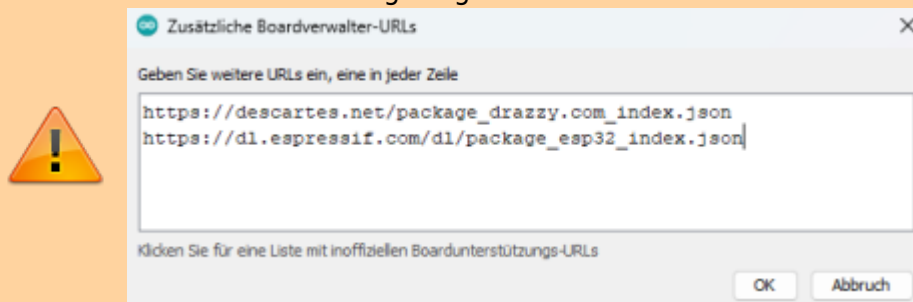 Zusätzliche Boardverwalter-URLs
Geben Sie weitere URLs ein, eine in jeder Zeile
https://descartes.net/package_drazzy.com_index.json
https://dl.espressif.com/dl/package_esp32_index.json
Klicken Sie für eine Liste mit inoffiziellen Boardunterstützungs-URLs
OK Abbruch